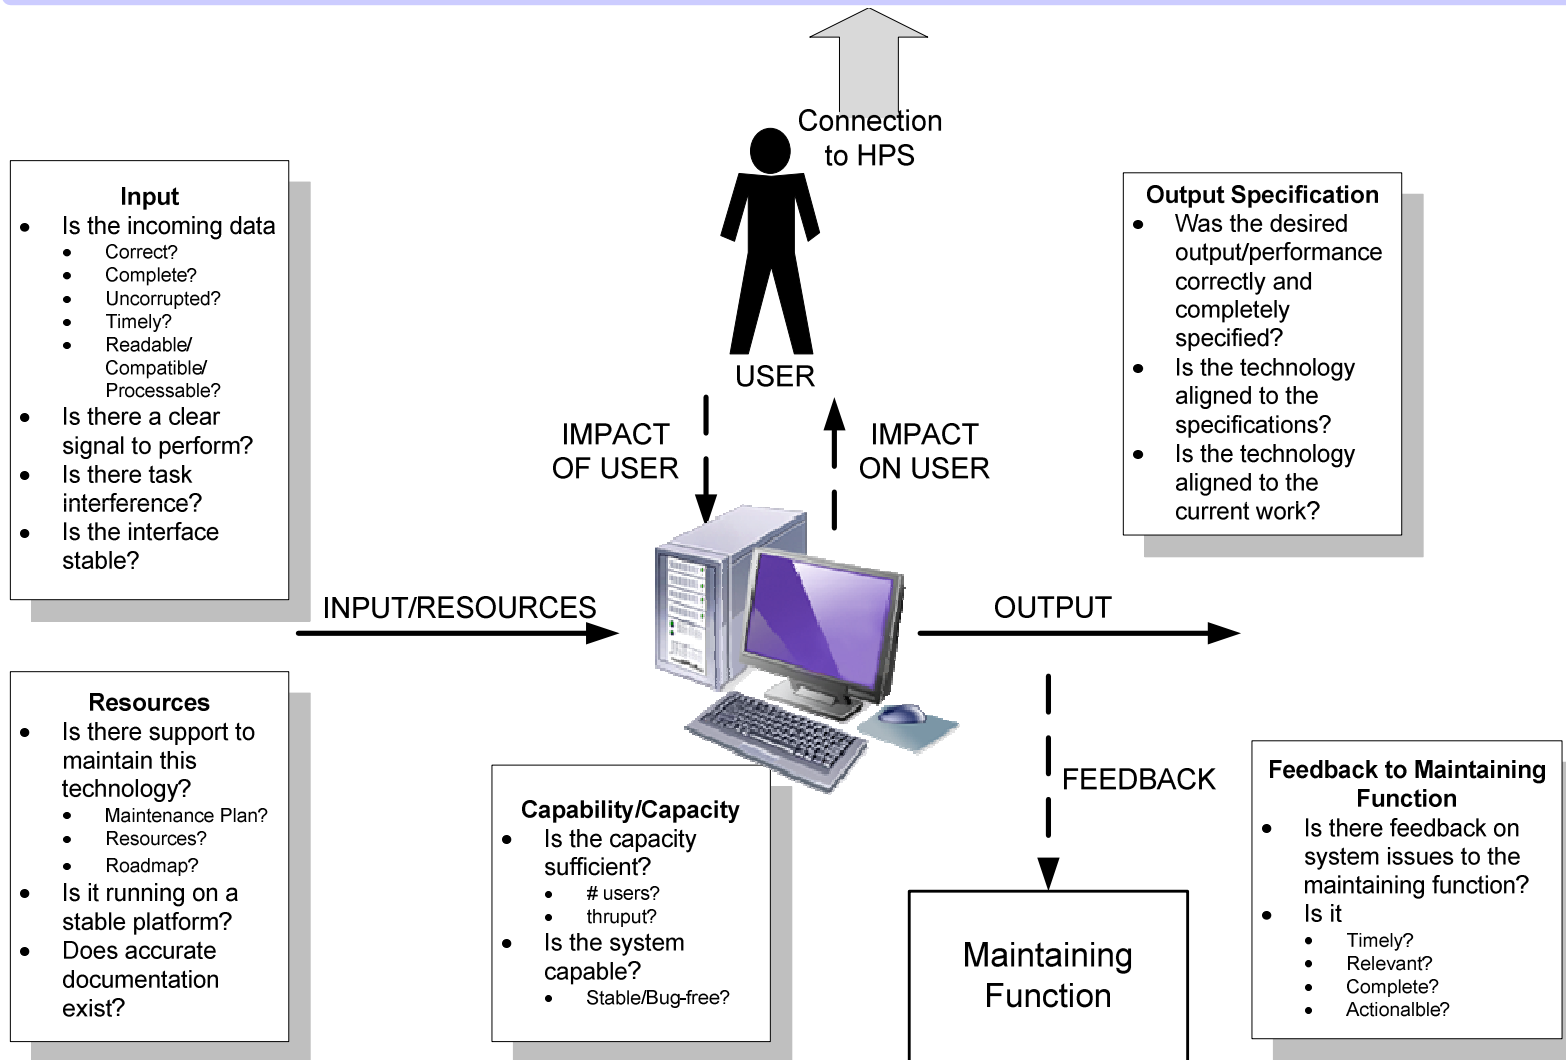 Connection
to HPS
Input
Is the incoming data
Correct?
Complete?
Uncorrupted?
Timely?
Readable/
Compatible/
Processable?
Is there a clear
signal to perform?
Is there task
interference?
Is the interface
stable?
USER
IMPACT
OF USER
IMPACT
ON USER
Output Specification
Was the desired
output/performance
correctly and
completely
specified?
Is the technology
aligned to the
specifications?
Is the technology
aligned to the
current work?
INPUT/RESOURCES
OUTPUT
Resources
Is there support to
maintain this
technology?
Maintenance Plan?
Resources?
Roadmap?
Is it running on a
stable platform?
Does accurate
documentation
exist?
Capability/Capacity
Is the capacity
sufficient?
# users?
thruput?
Is the system
capable?
Stable/Bug-free?
FEEDBACK
Maintaining
Function
Feedback to Maintaining
Function
Is there feedback on
system issues to the
maintaining function?
Is it
Timely?
Relevant?
Complete?
Actionalble?